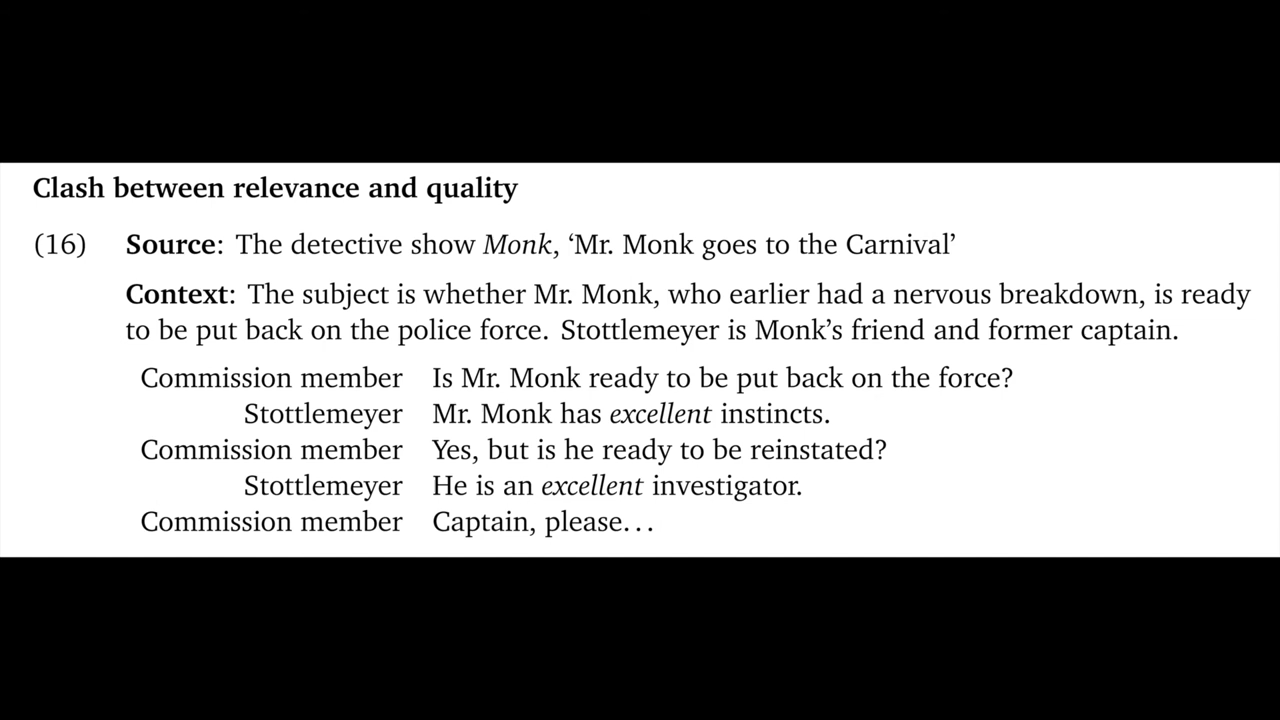 Clash between relevance and quality
(16) Source: The detective show Monk, ‘Mr. Monk goes to the Carnival’
Context: The subject is whether Mr. Monk, who earlier had a nervous breakdown, is ready
to be put back on the police force. Stottlemeyer is Monk’s friend and former captain.
Commission member Is Mr. Monk ready to be put back on the force?
Stottlemeyer Mr. Monk has excellent instincts.
Commission member Yes, but is he ready to be reinstated?
Stottlemeyer He is an excellent investigator.
Commission member Captain, please...